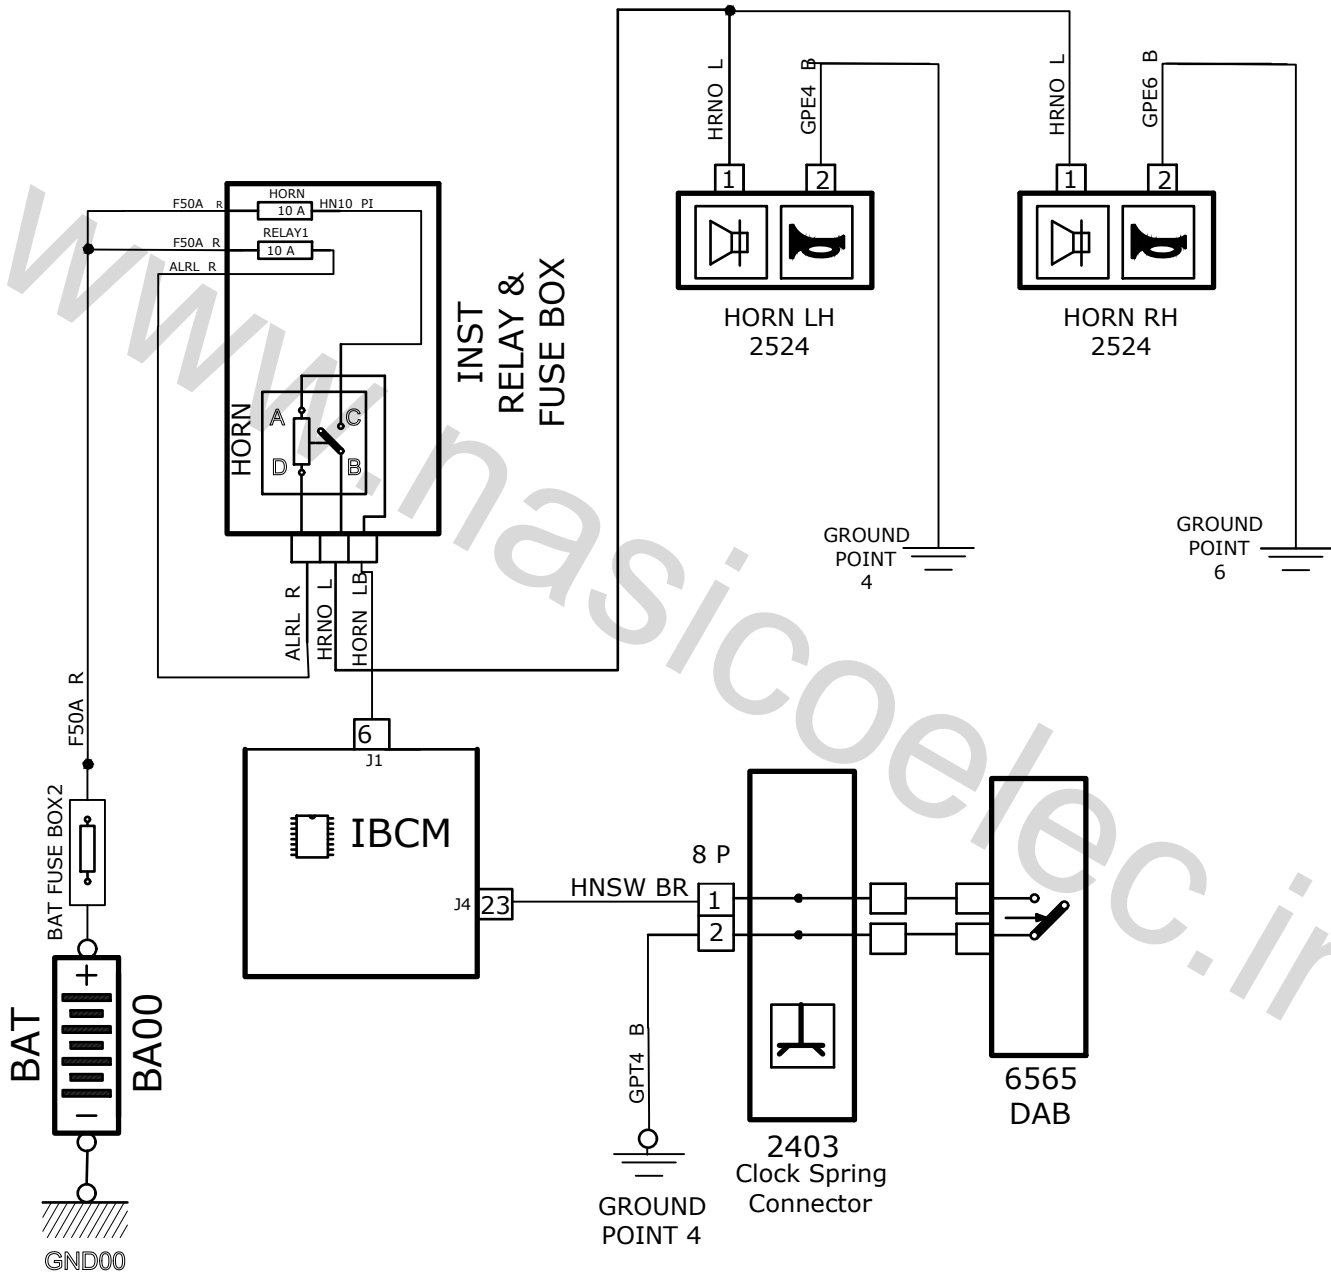 HRNO L
GPE4 B
HRNO L
GPE6 B
1
2
1
2
HORN LH
2524
HORN RH
2524
F50A R
HORN
10 A
HN10 PI
F50A R
RELAY1
10 A
ALRL R
INST
RELAY &
FUSE BOX
HORN
A
C
D
B
GROUND
POINT
4
GROUND
POINT
6
ALRL R
HRNO L
HORN LB
F50A R
6
J1
IBCM
J4
23
HNSW BR
8 P
1
2
BAT FUSE BOX2
+
−
BAT
BA00
GND00
GPT4 B
GROUND
POINT 4
2403
Clock Spring
Connector
6565
DAB
www.nasicoelec.ir